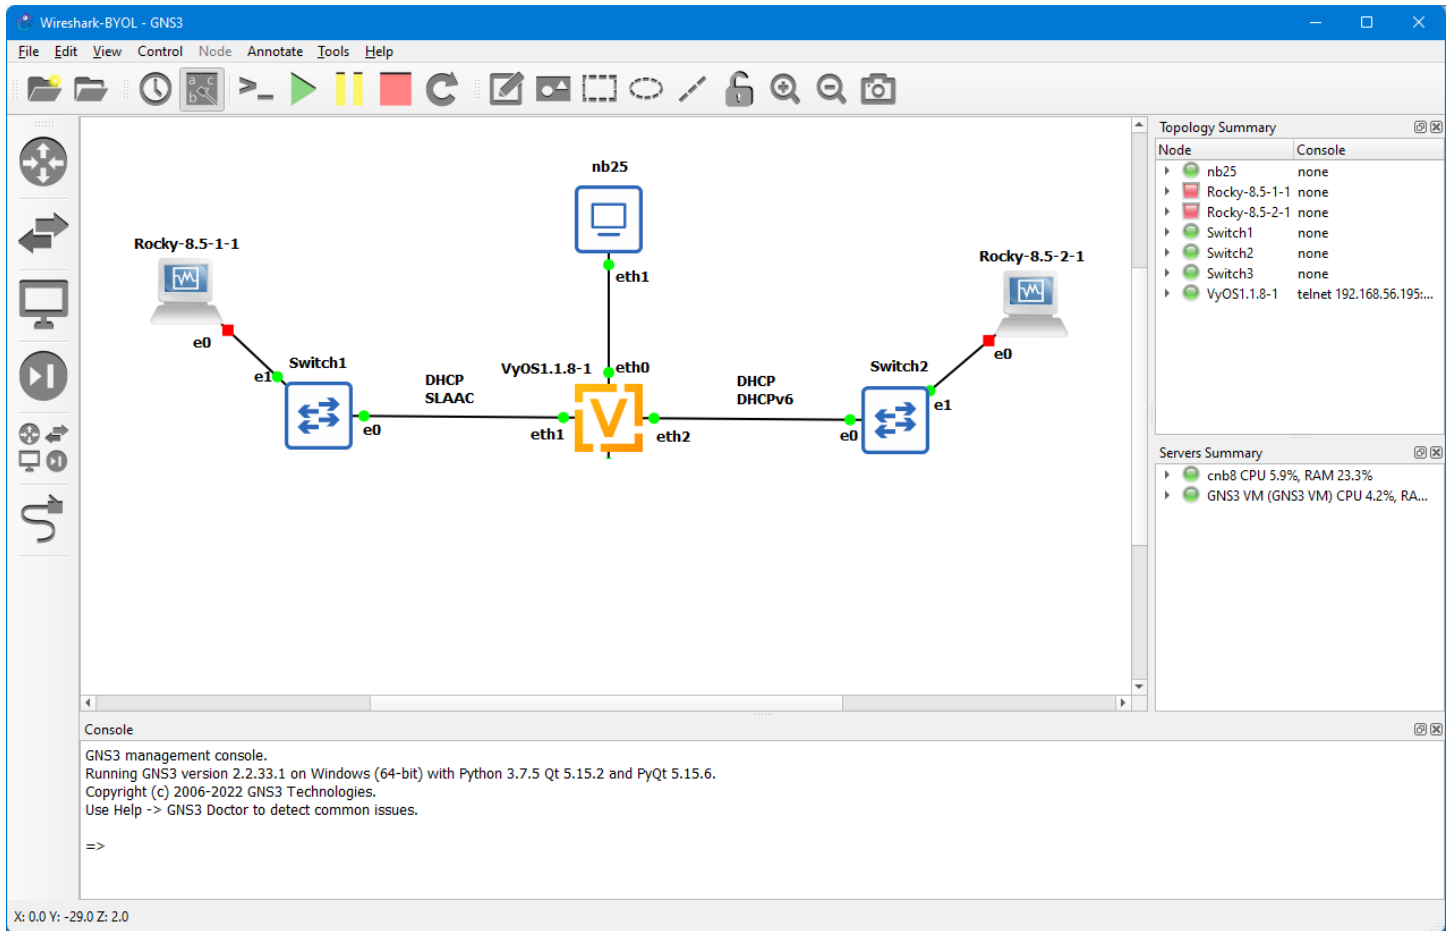 Wireshark-BYOL - GNS3
File Edit View Control Node Annotate Tools Help
nb25
eth1
Rocky-8.5-1-1
e0
Switch1
e1
e0
DHCP
SLAAC
VyOS1.1.8-1
eth0
eth1
eth2
DHCP
DHCPv6
Switch2
e0
e1
Rocky-8.5-2-1
e0
Topology Summary
Node Console
nb25 none
Rocky-8.5-1-1 none
Rocky-8.5-2-1 none
Switch1 none
Switch2 none
Switch3 none
VyOS1.1.8-1 telnet 192.168.56.195:...
Servers Summary
cnb8 CPU 5.9%, RAM 23.3%
GNS3 VM (GNS3 VM) CPU 4.2%, RA...
Console
GNS3 management console.
Running GNS3 version 2.2.33.1 on Windows (64-bit) with Python 3.7.5 Qt 5.15.2 and PyQt 5.15.6.
Copyright (c) 2006-2022 GNS3 Technologies.
Use Help -> GNS3 Doctor to detect common issues.
=>
X: 0.0 Y: -29.0 Z: 2.0